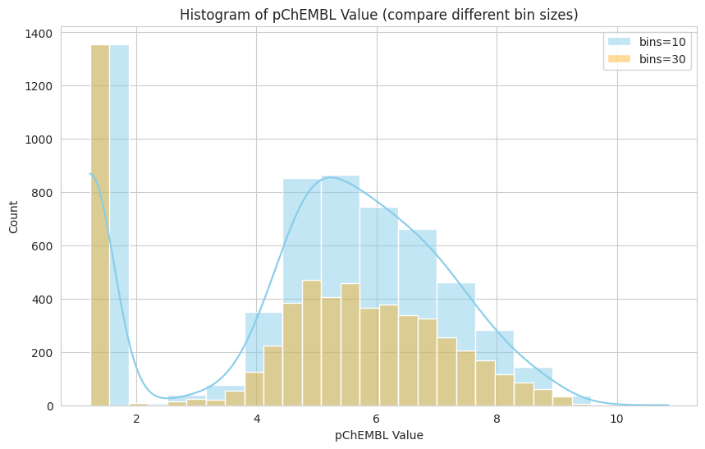 Histogram of pChEMBL Value (compare different bin sizes)
bins=10
bins=30
1400
1200
1000
800
600
400
200
0
Count
2 4 6 8 10
pChEMBL Value